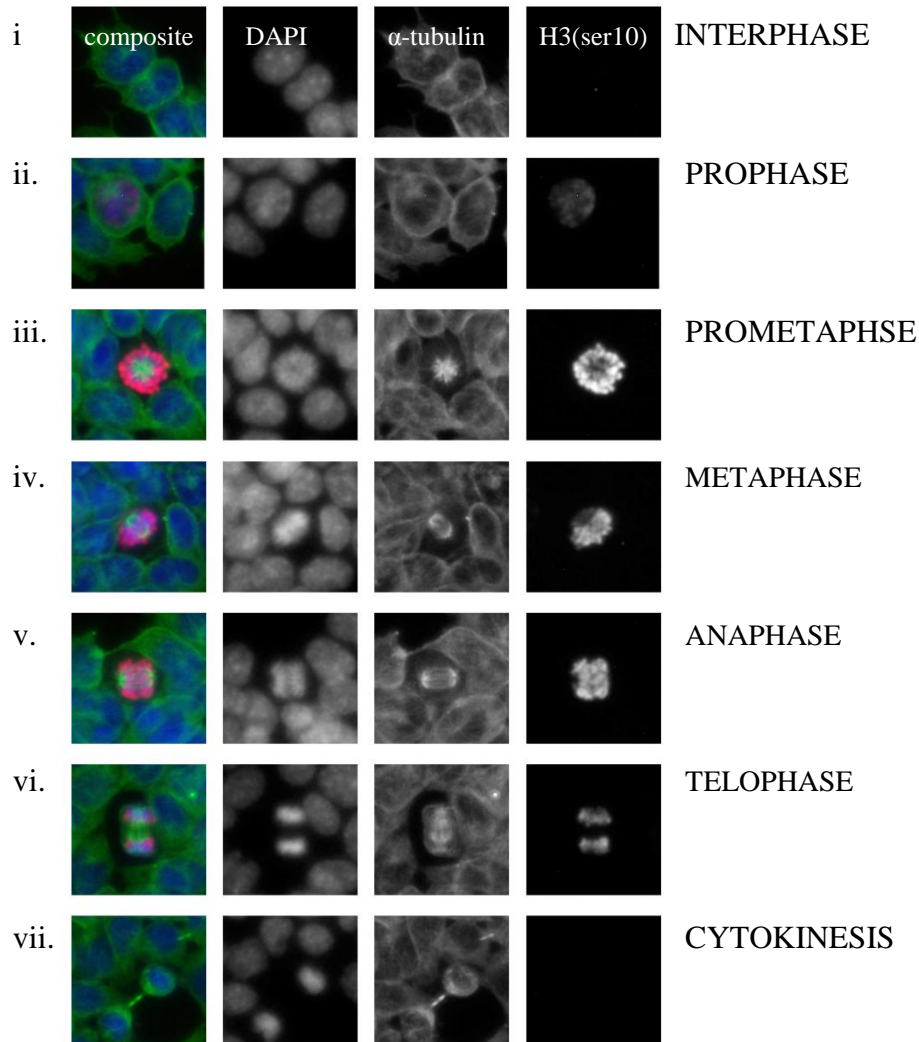 i composite DAPI α-tubulin H3(ser10) INTERPHASE
ii. PROPHASE
iii. PROMETAPHSE
iv. METAPHASE
v. ANAPHASE
vi. TELOPHASE
vii. CYTOKINESIS